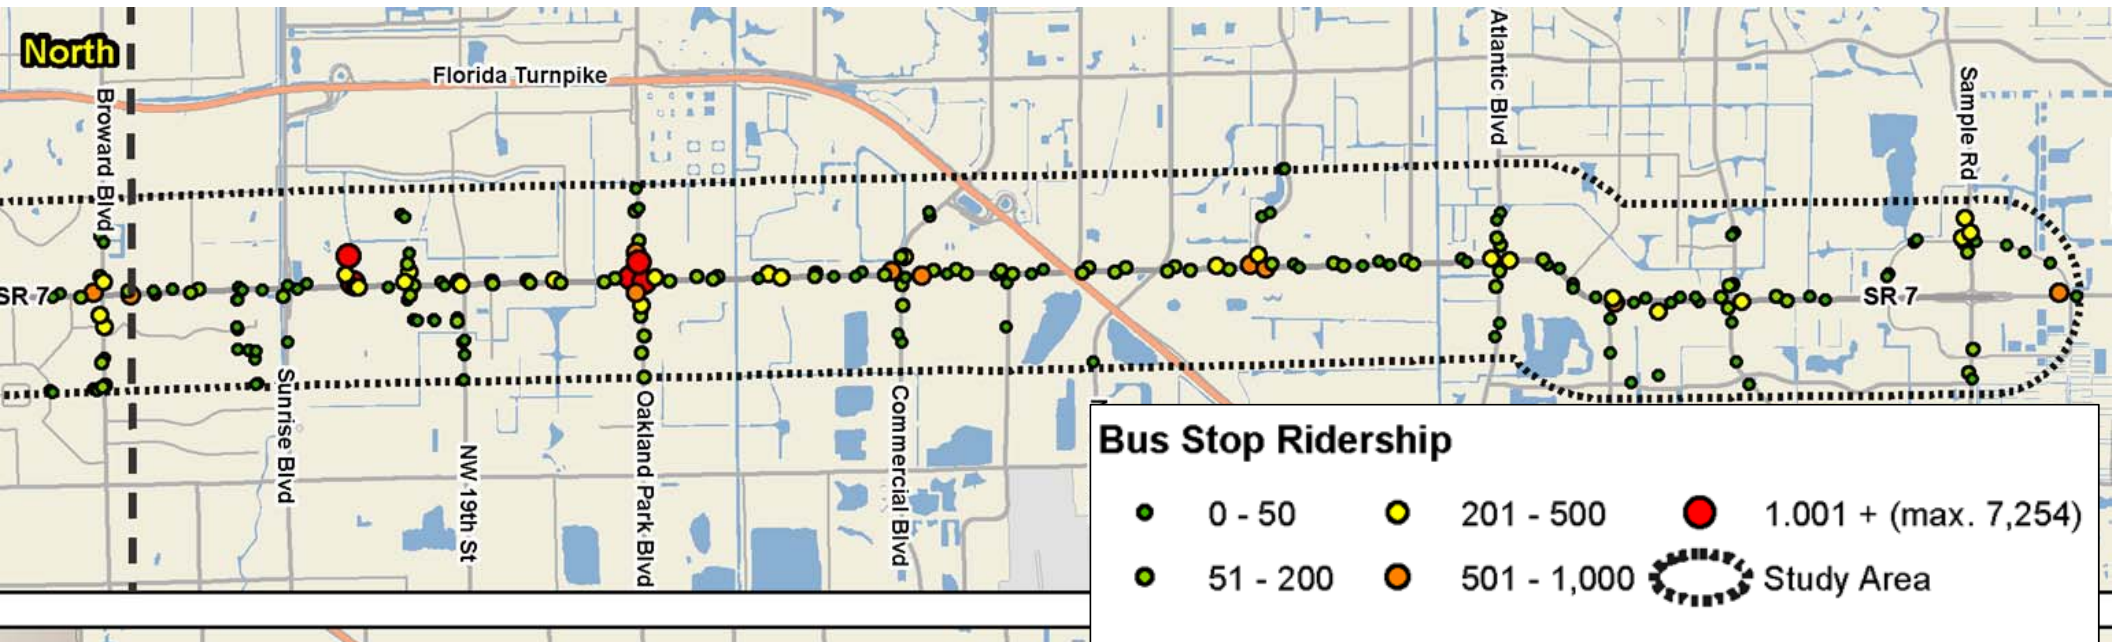 North
Florida Turnpike
Broward Blvd
Atlantic Blvd
Sample Rd
SR 7
SR 7
Sunrise Blvd
NW 19th St
Oakland Park Blvd
Commercial Blvd
Bus Stop Ridership
0 - 50
201 - 500
1.001 + (max. 7,254)
51 - 200
501 - 1,000
Study Area